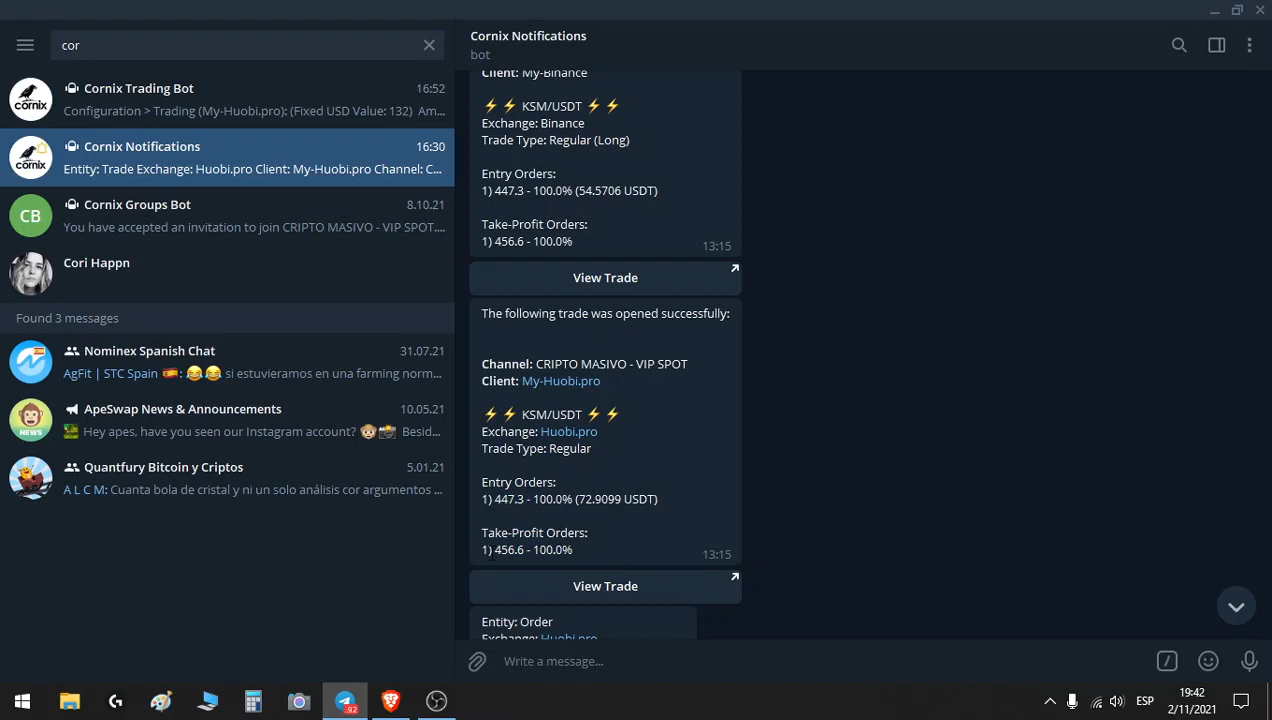 cor
Cornix Trading Bot 16:52
Configuration > Trading (My-Huobi.pro): (Fixed USD Value: 132) Am...
cornix
Cornix Notifications 16:30
Entity: Trade Exchange: Huobi.pro Client: My-Huobi.pro Channel: C...
cornix
CB
Cornix Groups Bot 8.10.21
You have accepted an invitation to join CRIPTO MASIVO - VIP SPOT....
Cori Happn
Found 3 messages
Nominex Spanish Chat 31.07.21
AgFit | STC Spain 🇪🇸: 😂😂 si estuvieramos en una farming norm...
ApeSwap News & Announcements 10.05.21
Hey apes, have you seen our Instagram account? 🐵📸 Besid...
NEWS
Quantfury Bitcoin y Criptos 5.01.21
A L C M: Cuanta bola de cristal y ni un solo análisis cor argumentos ...
Cornix Notifications
bot
Client: My-Binance
⚡⚡ KSM/USDT ⚡⚡
Exchange: Binance
Trade Type: Regular (Long)
Entry Orders:
1) 447.3 - 100.0% (54.5706 USDT)
Take-Profit Orders:
1) 456.6 - 100.0%
13:15
View Trade
The following trade was opened successfully:
Channel: CRIPTO MASIVO - VIP SPOT
Client: My-Huobi.pro
⚡⚡ KSM/USDT ⚡⚡
Exchange: Huobi.pro
Trade Type: Regular
Entry Orders:
1) 447.3 - 100.0% (72.9099 USDT)
Take-Profit Orders:
1) 456.6 - 100.0%
13:15
View Trade
Entity: Order
Exchange: Huobi.pro
Write a message...
92
ESP
19:42
2/11/2021